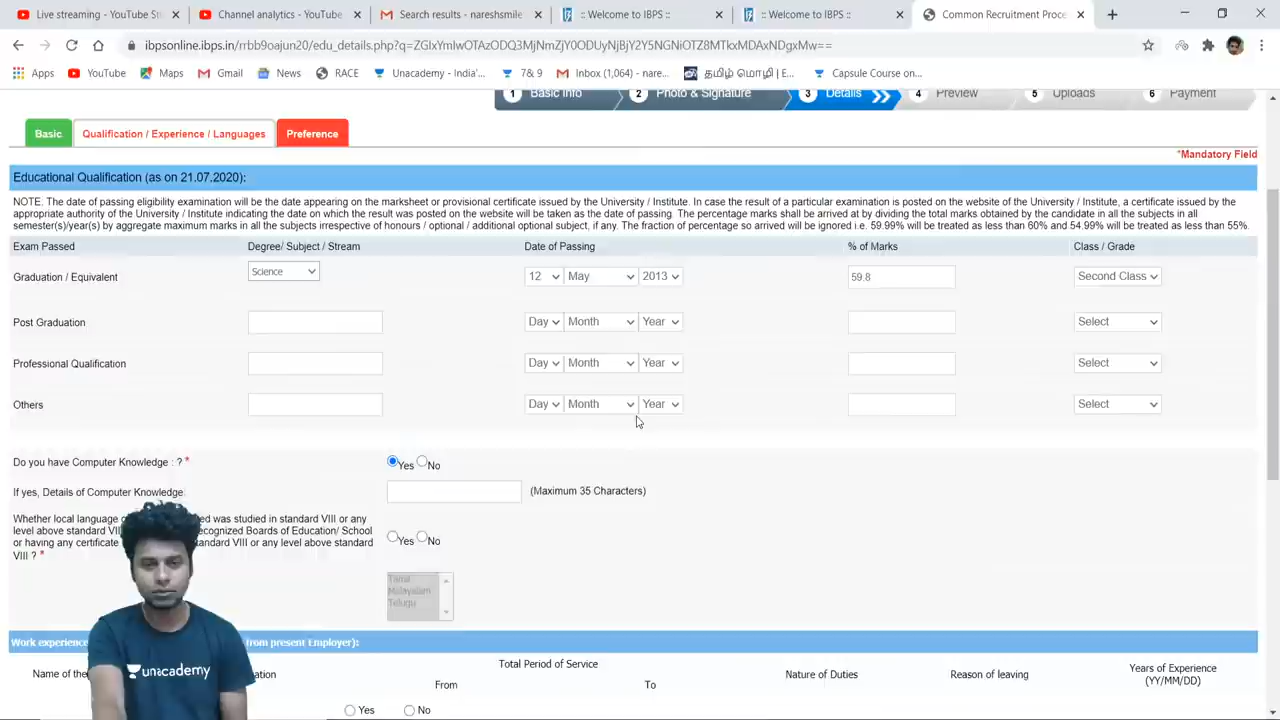 Live streaming - YouTube St
Channel analytics - YouTube
Search results - nareshsmile
:: Welcome to IBPS ::
:: Welcome to IBPS ::
Common Recruitment Proce
ibpsonline.ibps.in/rrbb9oajun20/edu_details.php?q=
Apps
YouTube
Maps
Gmail
News
RACE
Unacademy - India'...
7& 9
Inbox (1,064) - nare...
தமிழ் மொழி | E...
Capsule Course on...
1 Basic Info
2 Photo & Signature
3 Details
4 Preview
5 Uploads
6 Payment
Basic
Qualification / Experience / Languages
Preference
*Mandatory Field
Educational Qualification (as on 21.07.2020):
NOTE. The date of passing eligibility examination will be the date appearing on the marksheet or provisional certificate issued by the University / Institute. In case the result of a particular examination is posted on the website of the University / Institute, a certificate issued by the
appropriate authority of the University / Institute indicating the date on which the result was posted on the website will be taken as the date of passing. The percentage marks shall be arrived at by dividing the total marks obtained by the candidate in all the subjects in all
semester(s)/year(s) by aggregate maximum marks in all the subjects irrespective of honours / optional / additional optional subject, if any. The fraction of percentage so arrived will be ignored i.e. 59.99% will be treated as less than 60% and 54.99% will be treated as less than 55%.
Exam Passed Degree/ Subject / Stream Date of Passing % of Marks Class / Grade
Graduation / Equivalent Science 12 May 2013 59.8 Second Class
Post Graduation Day Month Year Select
Professional Qualification Day Month Year Select
Others Day Month Year Select
Do you have Computer Knowledge : ? * Yes No
If yes, Details of Computer Knowledge: (Maximum 35 Characters)
Whether local language ed was studied in standard VIII or any
level above standard VII ecognized Boards of Education/ School
or having any certificate tandard VIII or any level above standard
VIII ? *
Yes No
Tamil
Malayalam
Telugu
Work experience from present Employer):
Name of the ation Total Period of Service Nature of Duties Reason of leaving Years of Experience
(YY/MM/DD)
From To
Yes No
unacademy